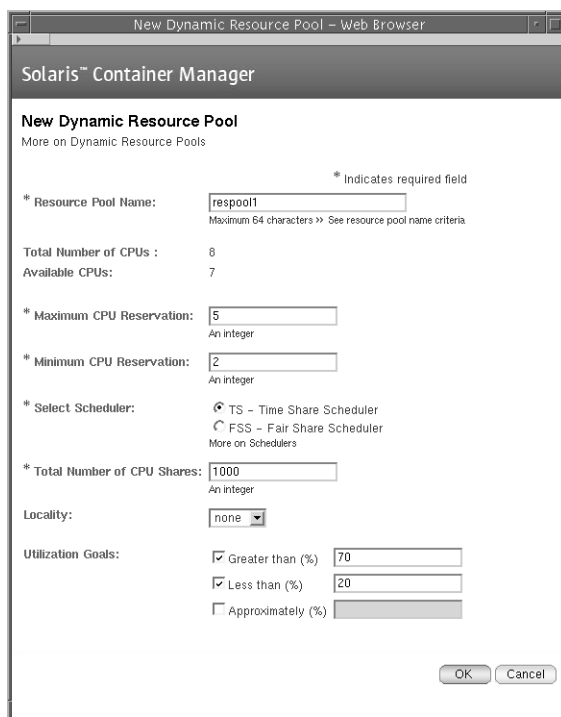 New Dynamic Resource Pool – Web Browser
Solaris™ Container Manager
New Dynamic Resource Pool
More on Dynamic Resource Pools
* Indicates required field
* Resource Pool Name: respool1
Maximum 64 characters >> See resource pool name criteria
Total Number of CPUs : 8
Available CPUs: 7
* Maximum CPU Reservation: 5
An integer
* Minimum CPU Reservation: 2
An integer
* Select Scheduler: TS – Time Share Scheduler
FSS – Fair Share Scheduler
More on Schedulers
* Total Number of CPU Shares: 1000
An integer
Locality: none
Utilization Goals: Greater than (%) 70
Less than (%) 20
Approximately (%)
OK Cancel